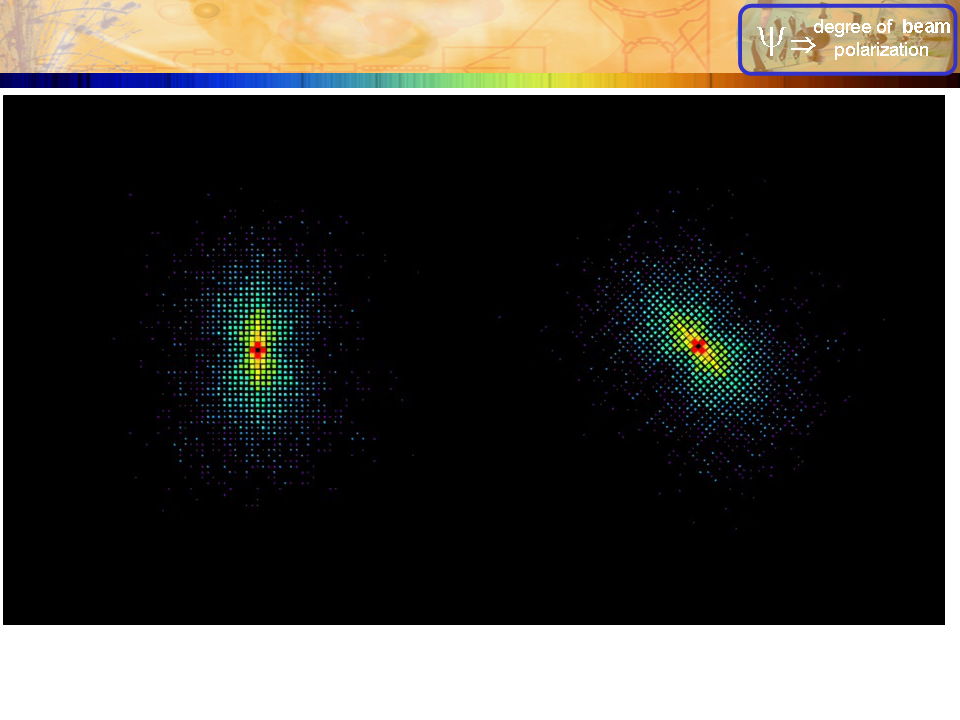 Ψ⇒ degree of beam
polarization